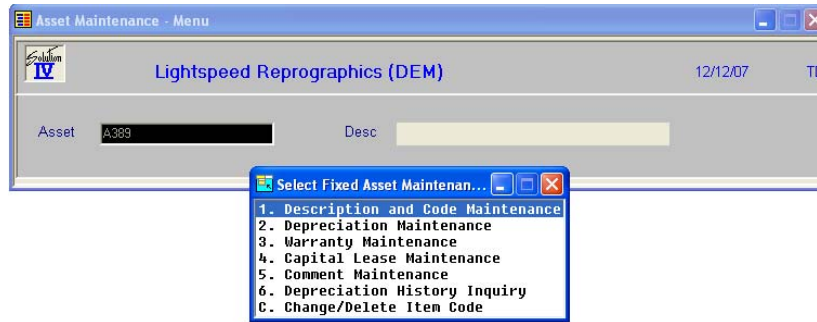 Asset Maintenance - Menu
Solution IV
Lightspeed Reprographics (DEM)
12/12/07
Asset
A389
Desc
Select Fixed Asset Maintenan...
1. Description and Code Maintenance
2. Depreciation Maintenance
3. Warranty Maintenance
4. Capital Lease Maintenance
5. Comment Maintenance
6. Depreciation History Inquiry
C. Change/Delete Item Code